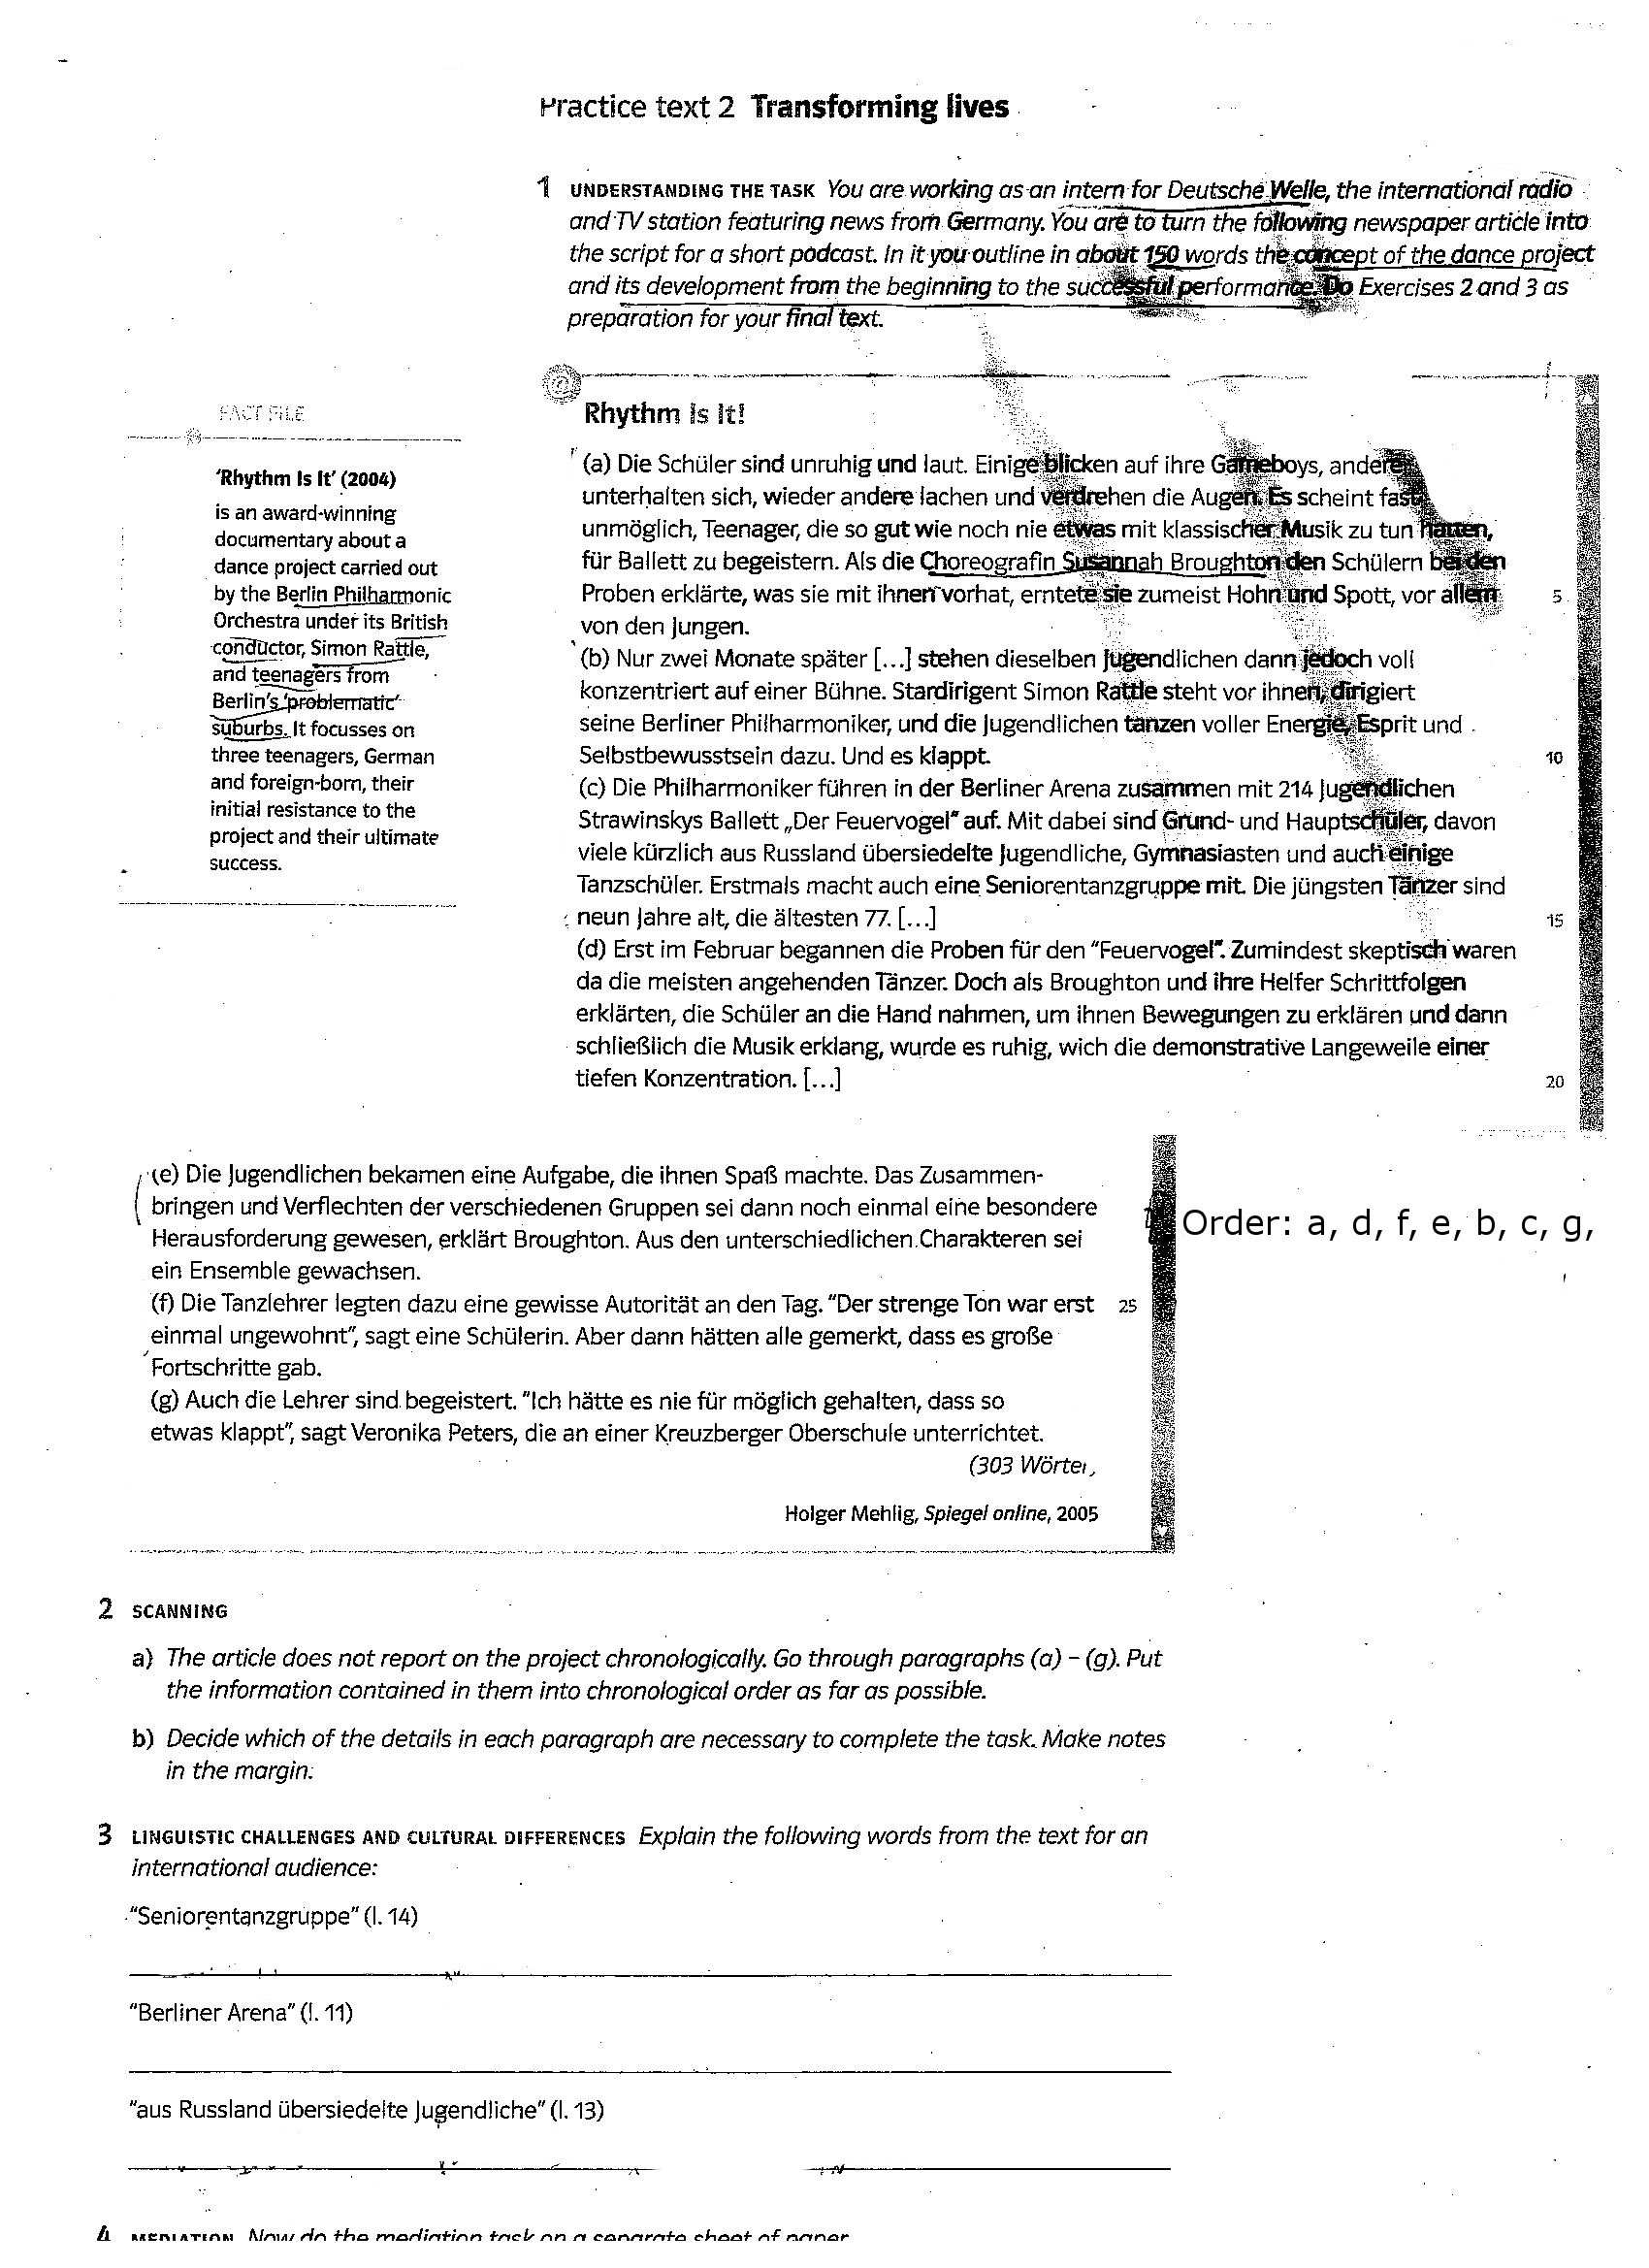 Practice text 2 Transforming lives
1 UNDERSTANDING THE TASK You are working as an intern for Deutsche Welle, the international radio
and TV station featuring news from Germany. You are to turn the following newspaper article into
the script for a short podcast. In it you outline in about 150 words the concept of the dance project
and its development from the beginning to the successful performance. Do Exercises 2 and 3 as
preparation for your final text.
FACT FILE
'Rhythm Is It' (2004)
is an award-winning
documentary about a
dance project carried out
by the Berlin Philharmonic
Orchestra under its British
conductor, Simon Rattle,
and teenagers from
Berlin's 'problematic'
suburbs. It focusses on
three teenagers, German
and foreign-born, their
initial resistance to the
project and their ultimate
success.
@
Rhythm Is It!
(a) Die Schüler sind unruhig und laut. Einige blicken auf ihre Gameboys, andere
unterhalten sich, wieder andere lachen und verdrehen die Augen. Es scheint fast
unmöglich, Teenager, die so gut wie noch nie etwas mit klassischer Musik zu tun hatten,
für Ballett zu begeistern. Als die Choreografin Susannah Broughton den Schülern bei den
Proben erklärte, was sie mit ihnen vorhat, erntete sie zumeist Hohn und Spott, vor allem 5
von den Jungen.
(b) Nur zwei Monate später [...] stehen dieselben Jugendlichen dann jedoch voll
konzentriert auf einer Bühne. Stardirigent Simon Rattle steht vor ihnen, dirigiert
seine Berliner Philharmoniker, und die Jugendlichen tanzen voller Energie, Esprit und
Selbstbewusstsein dazu. Und es klappt. 10
(c) Die Philharmoniker führen in der Berliner Arena zusammen mit 214 Jugendlichen
Strawinskys Ballett „Der Feuervogel" auf. Mit dabei sind Grund- und Hauptschüler, davon
viele kürzlich aus Russland übersiedelte Jugendliche, Gymnasiasten und auch einige
Tanzschüler. Erstmals macht auch eine Seniorentanzgruppe mit. Die jüngsten Tänzer sind
neun Jahre alt, die ältesten 77. [...] 15
(d) Erst im Februar begannen die Proben für den "Feuervogel". Zumindest skeptisch waren
da die meisten angehenden Tänzer. Doch als Broughton und ihre Helfer Schrittfolgen
erklärten, die Schüler an die Hand nahmen, um ihnen Bewegungen zu erklären und dann
schließlich die Musik erklang, wurde es ruhig, wich die demonstrative Langeweile einer
tiefen Konzentration. [...] 20
(e) Die Jugendlichen bekamen eine Aufgabe, die ihnen Spaß machte. Das Zusammen-
bringen und Verflechten der verschiedenen Gruppen sei dann noch einmal eine besondere
Herausforderung gewesen, erklärt Broughton. Aus den unterschiedlichen Charakteren sei
ein Ensemble gewachsen.
(f) Die Tanzlehrer legten dazu eine gewisse Autorität an den Tag. "Der strenge Ton war erst 25
einmal ungewohnt", sagt eine Schülerin. Aber dann hätten alle gemerkt, dass es große
Fortschritte gab.
(g) Auch die Lehrer sind begeistert. "Ich hätte es nie für möglich gehalten, dass so
etwas klappt", sagt Veronika Peters, die an einer Kreuzberger Oberschule unterrichtet.
(303 Wörter)
Holger Mehlig, Spiegel online, 2005
Order: a, d, f, e, b, c, g,
2 SCANNING
a) The article does not report on the project chronologically. Go through paragraphs (a) – (g). Put
the information contained in them into chronological order as far as possible.
b) Decide which of the details in each paragraph are necessary to complete the task. Make notes
in the margin.
3 LINGUISTIC CHALLENGES AND CULTURAL DIFFERENCES Explain the following words from the text for an
international audience:
"Seniorentanzgruppe" (l. 14)
"Berliner Arena" (l. 11)
"aus Russland übersiedelte Jugendliche" (l. 13)
4 MEDIATION Now do the mediation task on a separate sheet of paper.